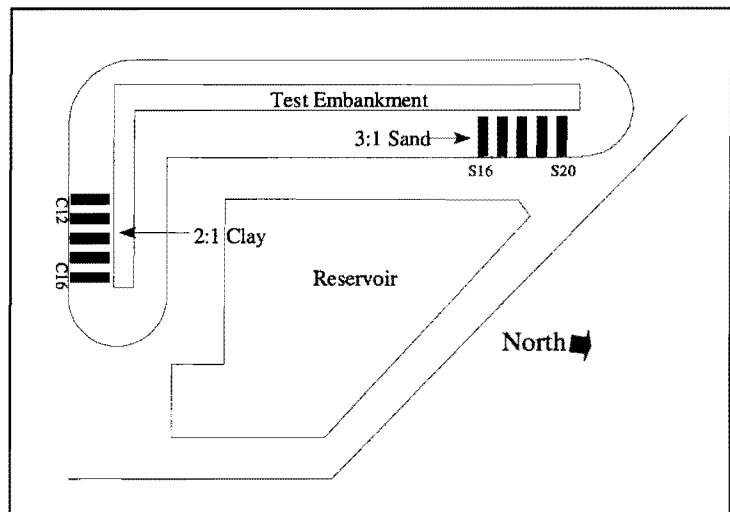 Test Embankment
3:1 Sand
S16 S20
C12
2:1 Clay
C16
Reservoir
North